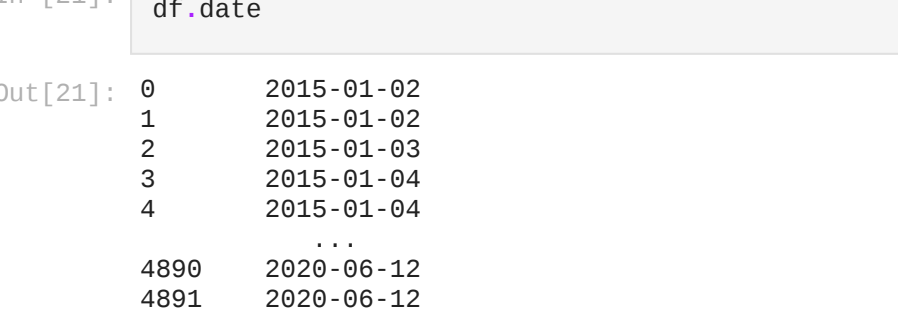 In [21]:
df.date
Out[21]:
0       2015-01-02
1       2015-01-02
2       2015-01-03
3       2015-01-04
4       2015-01-04
...
4890    2020-06-12
4891    2020-06-12